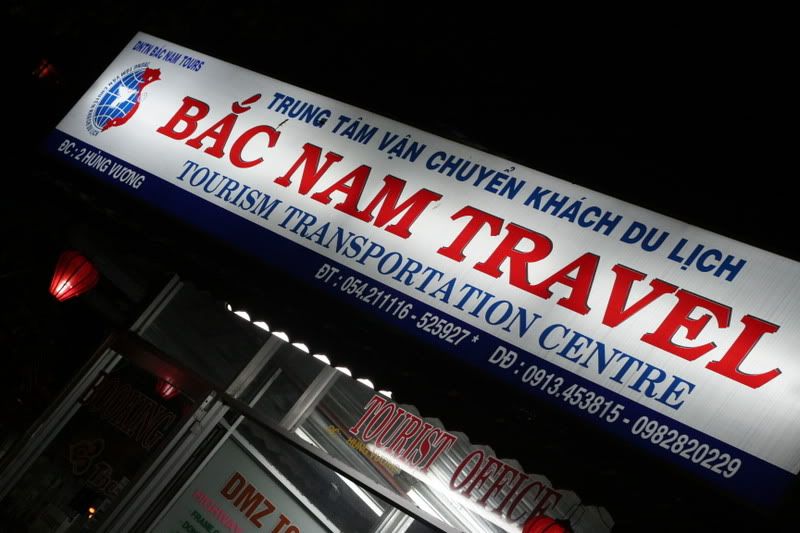 DNTN BẮC NAM TOURS
TRUNG TÂM VẬN CHUYỂN KHÁCH DU LỊCH
BẮC NAM TRAVEL
TOURISM TRANSPORTATION CENTRE
ĐC : 2 HÙNG VƯƠNG
ĐT : 054.211116 - 525927 * DĐ : 0913.453815 - 0982820229
TOURIST OFFICE
BOOKING
DMZ